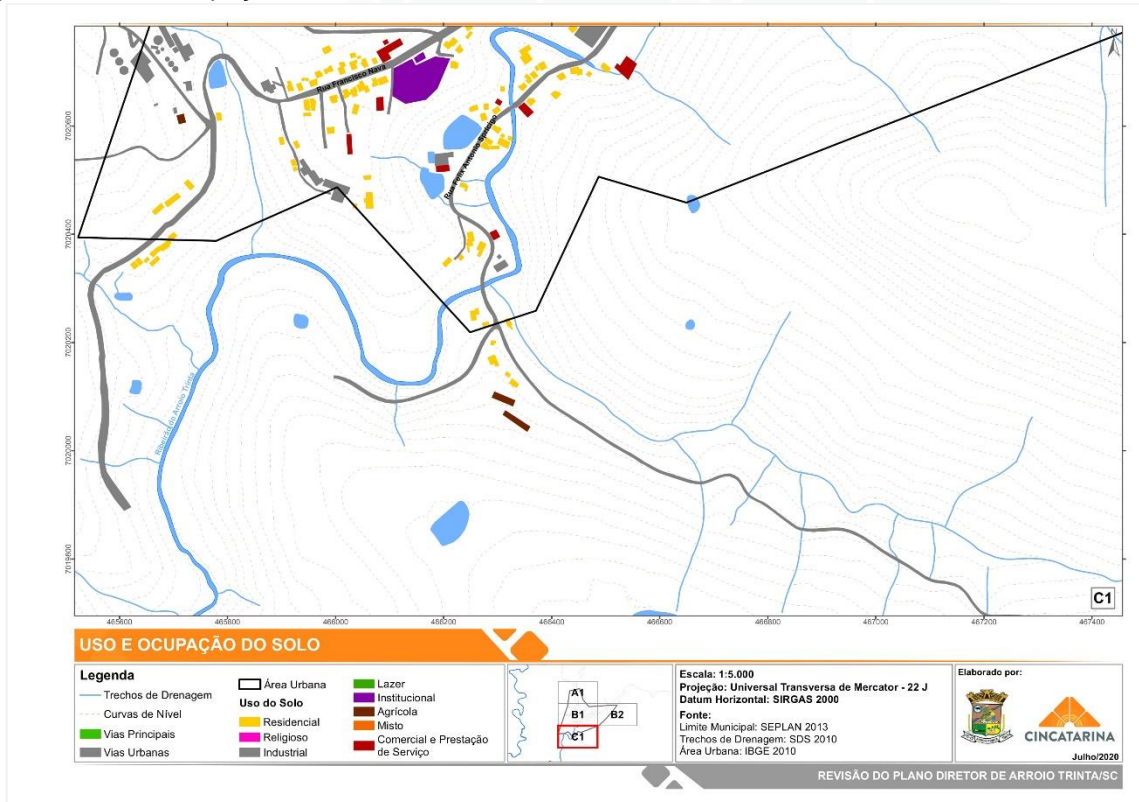 Rua Francisco Nava
Rua Felix Antonio Spricigo
Ribeirão do Arroio Trinta
N
7020600
7020400
7020200
7020000
7019800
C1
465600 465800 466000 466200 466400 466600 466800 467000 467200 467400
USO E OCUPAÇÃO DO SOLO
Legenda
Trechos de Drenagem
Curvas de Nível
Vias Principais
Vias Urbanas
Área Urbana
Uso do Solo
Residencial
Religioso
Industrial
Lazer
Institucional
Agrícola
Misto
Comercial e Prestação
de Serviço
A1
B1 B2
C1
Escala: 1:5.000
Projeção: Universal Transversa de Mercator - 22 J
Datum Horizontal: SIRGAS 2000
Fonte:
Limite Municipal: SEPLAN 2013
Trechos de Drenagem: SDS 2010
Área Urbana: IBGE 2010
Elaborado por:
CINCATARINA
Julho/2020
REVISÃO DO PLANO DIRETOR DE ARROIO TRINTA/SC